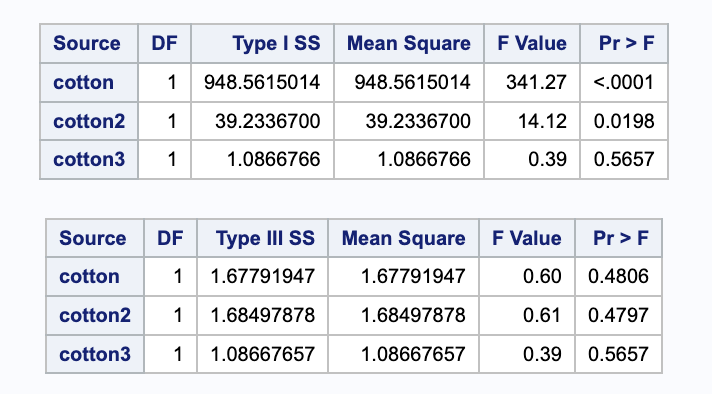 Source DF Type I SS Mean Square F Value Pr > F
cotton 1 948.5615014 948.5615014 341.27 <.0001
cotton2 1 39.2336700 39.2336700 14.12 0.0198
cotton3 1 1.0866766 1.0866766 0.39 0.5657
Source DF Type III SS Mean Square F Value Pr > F
cotton 1 1.67791947 1.67791947 0.60 0.4806
cotton2 1 1.68497878 1.68497878 0.61 0.4797
cotton3 1 1.08667657 1.08667657 0.39 0.5657